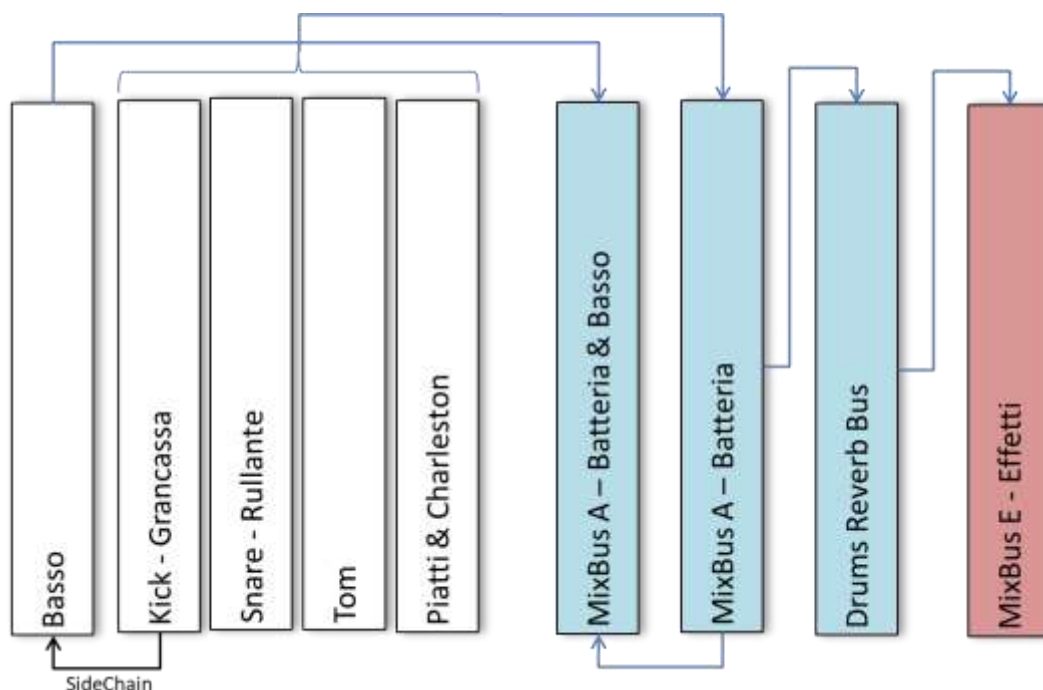 Basso
Kick - Grancassa
Snare - Rullante
Tom
Piatti & Charleston
MixBus A – Batteria & Basso
MixBus A – Batteria
Drums Reverb Bus
MixBus E - Effetti
SideChain